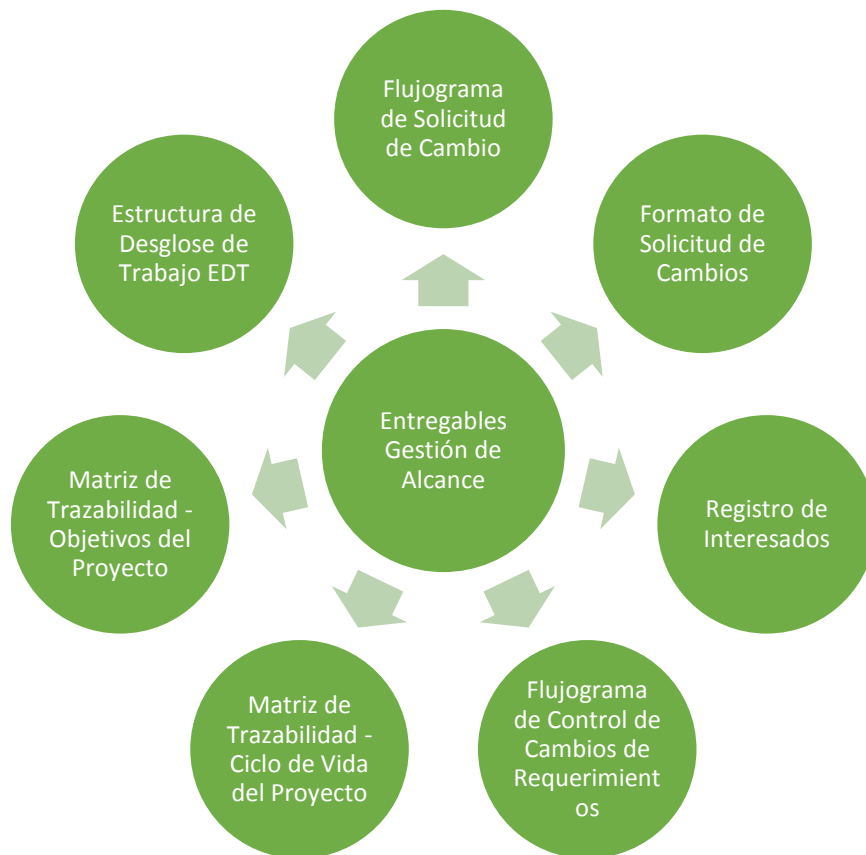 Flujograma
de Solicitud
de Cambio
Formato de
Solicitud de
Cambios
Registro de
Interesados
Flujograma
de Control de
Cambios de
Requerimient
os
Matriz de
Trazabilidad -
Ciclo de Vida
del Proyecto
Matriz de
Trazabilidad -
Objetivos del
Proyecto
Estructura de
Desglose de
Trabajo EDT
Entregables
Gestión de
Alcance